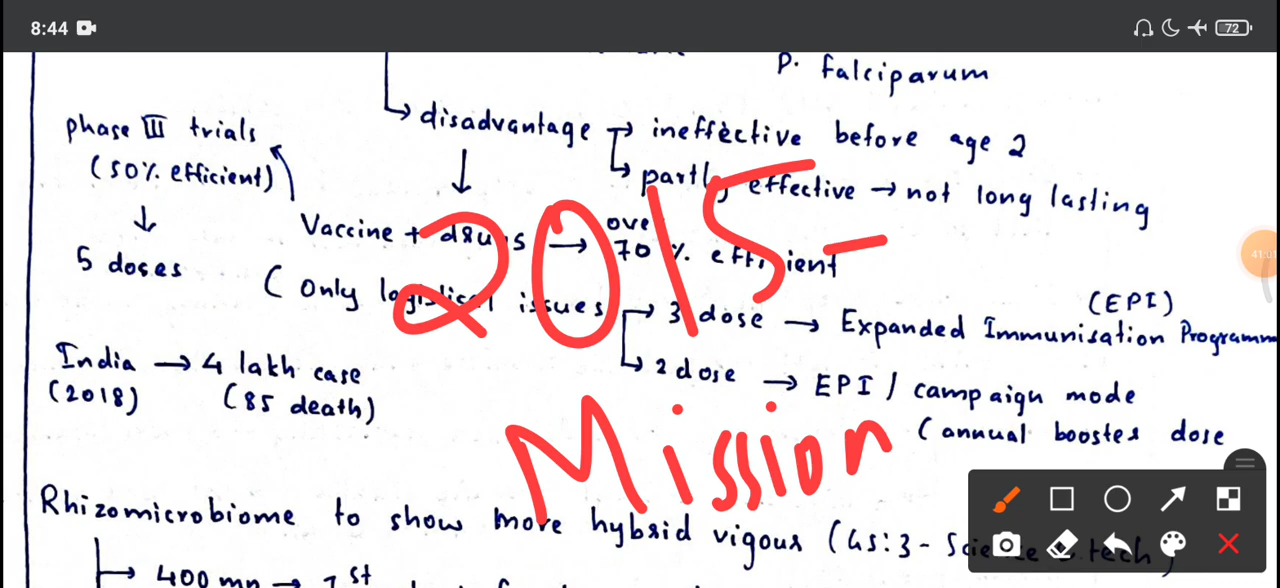 8:44
72
P. falciparum
disadvantage → ineffective before age 2
phase III trials
(50% efficient)
↳ partly effective → not long lasting
Vaccine + drugs → over 70 % efficient
5 doses
(Only logistical issues → 3 dose → Expanded Immunisation Programm
(EPI)
India → 4 lakh case
(2018) (85 death)
2 dose → EPI / campaign mode
(annual booster dose
2015-
Mission
Rhizomicrobiome to show more hybrid vigour (GS:3- Science & tech)
→ 400 mn → 1st
41:01